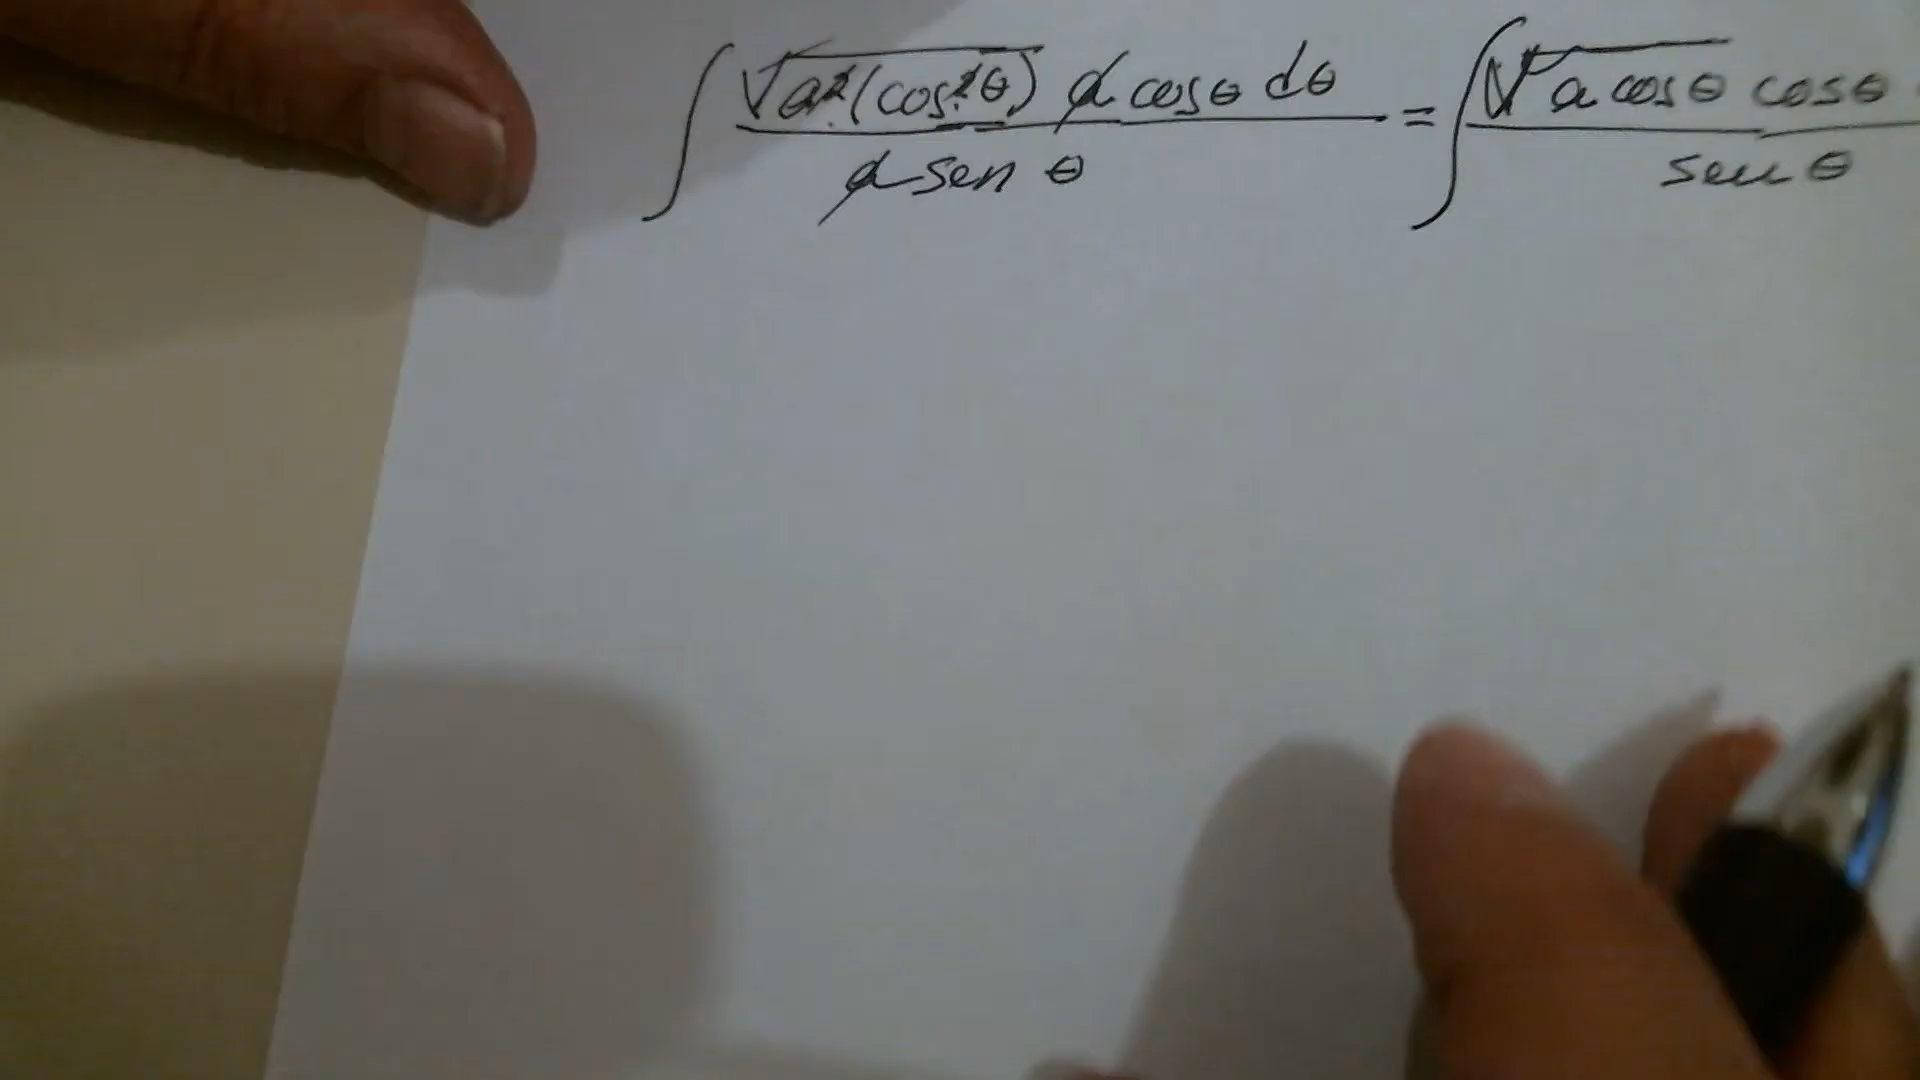 ∫ √(a²(cos²θ)) a cosθ dθ / a sen θ = ∫ √ a cosθ cosθ / sen θ